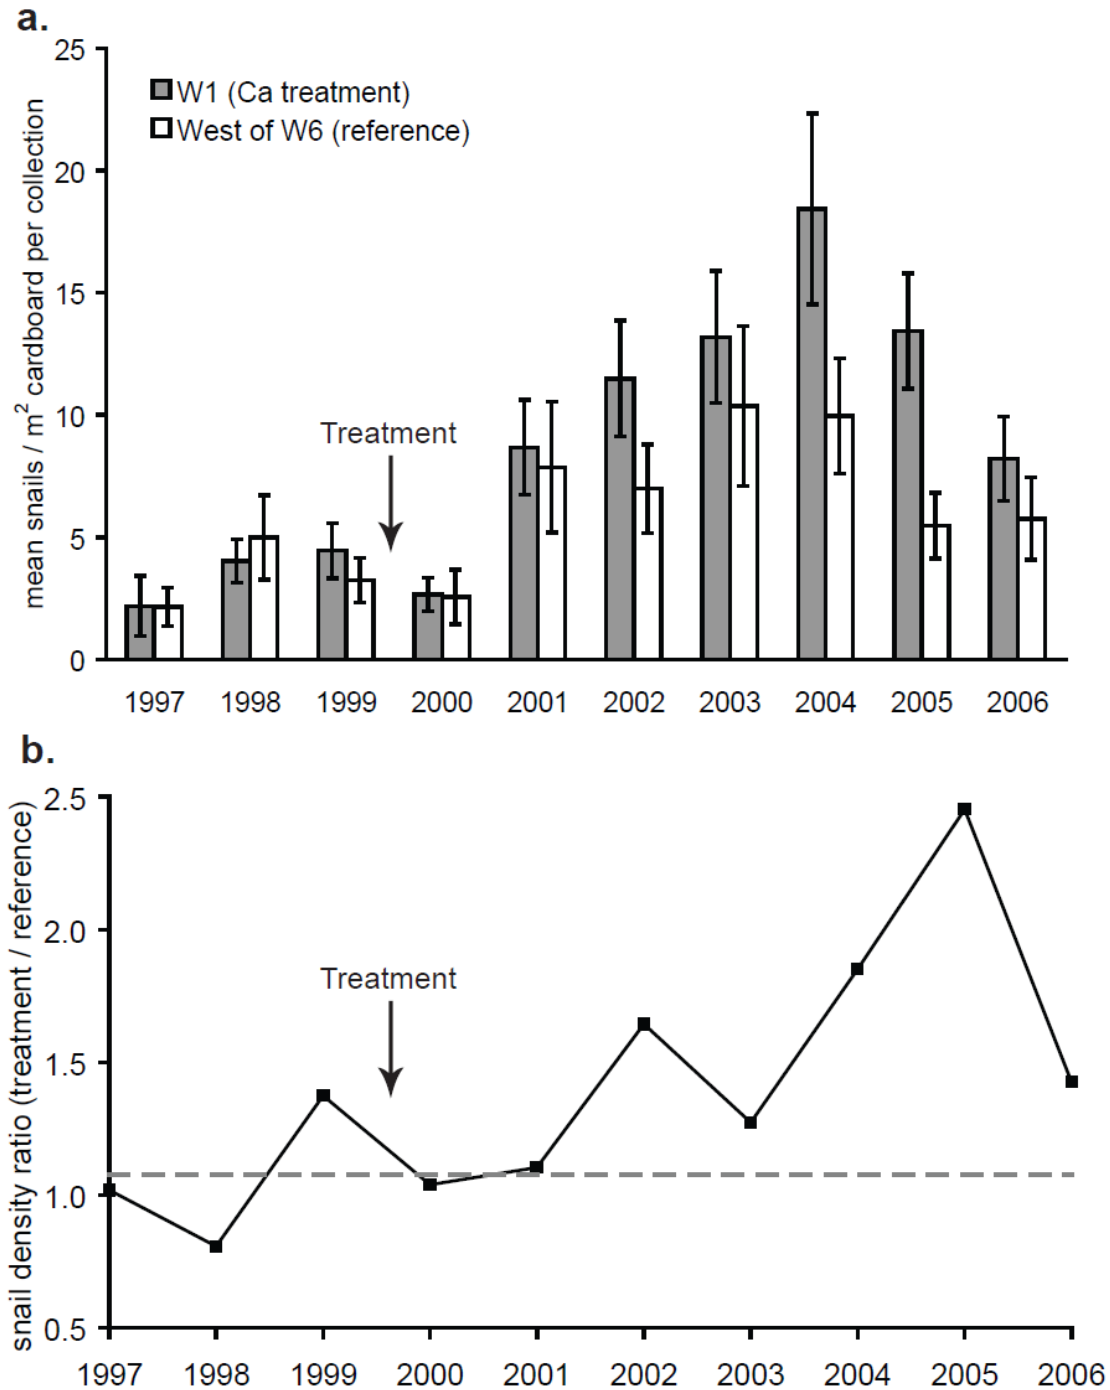 a.
25
20
15
10
5
0
mean snails / m² cardboard per collection
W1 (Ca treatment)
West of W6 (reference)
Treatment
1997 1998 1999 2000 2001 2002 2003 2004 2005 2006
b.
2.5
2.0
1.5
1.0
0.5
snail density ratio (treatment / reference)
Treatment
1997 1998 1999 2000 2001 2002 2003 2004 2005 2006